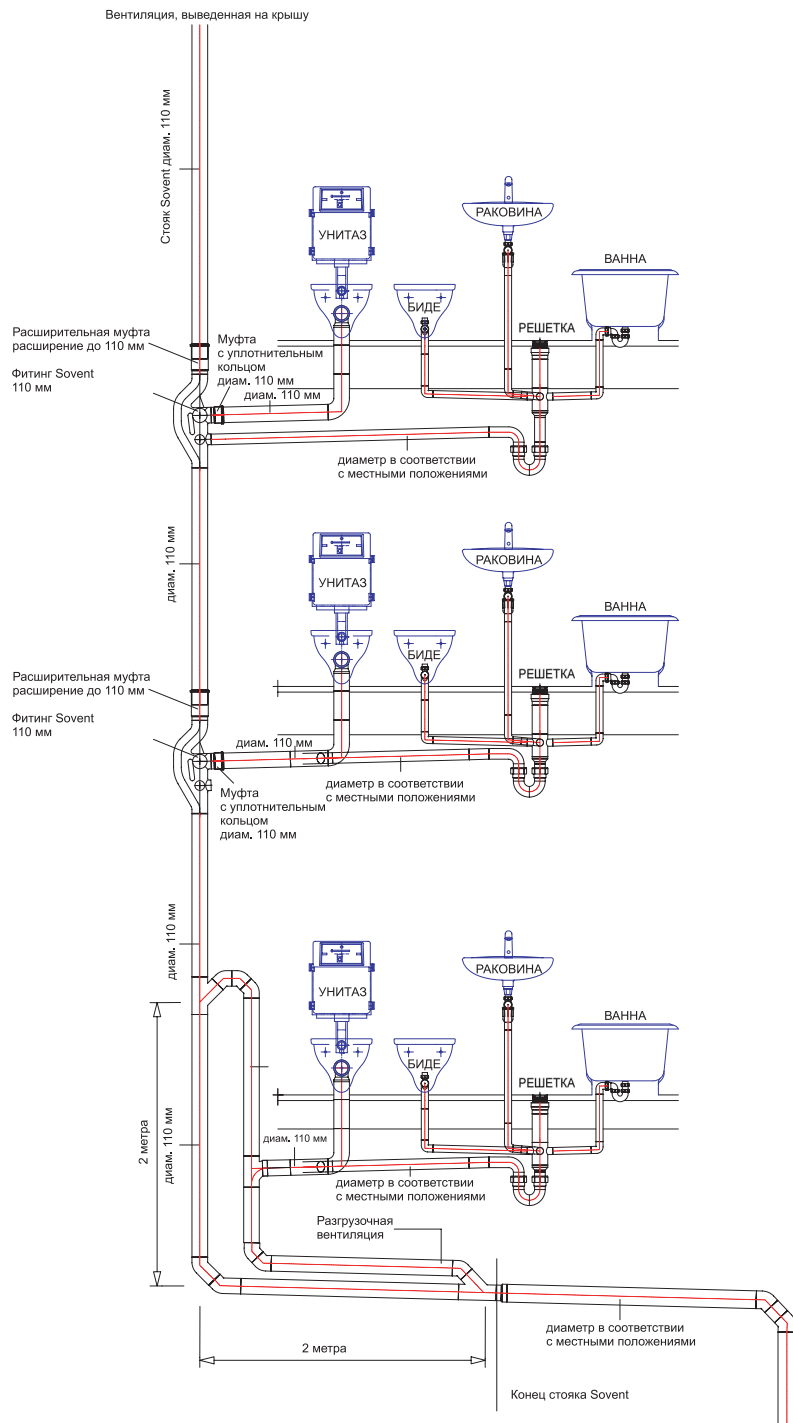 Вентиляция, выведенная на крышу
Стояк Sovent диам. 110 мм
УНИТАЗ
РАКОВИНА
БИДЕ
ВАННА
РЕШЕТКА
Расширительная муфта
расширение до 110 мм
Фитинг Sovent
110 мм
Муфта
с уплотнительным
кольцом
диам. 110 мм
диам. 110 мм
диаметр в соответствии
с местными положениями
диам. 110 мм
УНИТАЗ
РАКОВИНА
БИДЕ
ВАННА
РЕШЕТКА
Расширительная муфта
расширение до 110 мм
Фитинг Sovent
110 мм
диам. 110 мм
диаметр в соответствии
с местными положениями
Муфта
с уплотнительным
кольцом
диам. 110 мм
диам. 110 мм
УНИТАЗ
РАКОВИНА
БИДЕ
ВАННА
РЕШЕТКА
2 метра
диам. 110 мм
диам. 110 мм
диаметр в соответствии
с местными положениями
Разгрузочная
вентиляция
диаметр в соответствии
с местными положениями
2 метра
Конец стояка Sovent